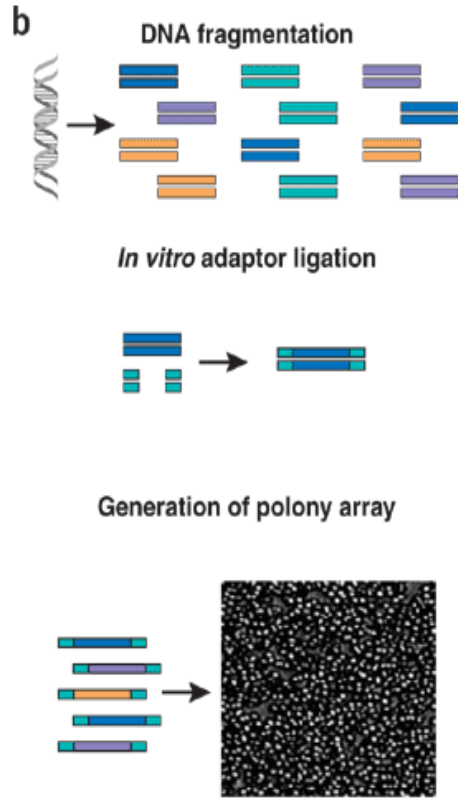 b
DNA fragmentation
In vitro adaptor ligation
Generation of polony array